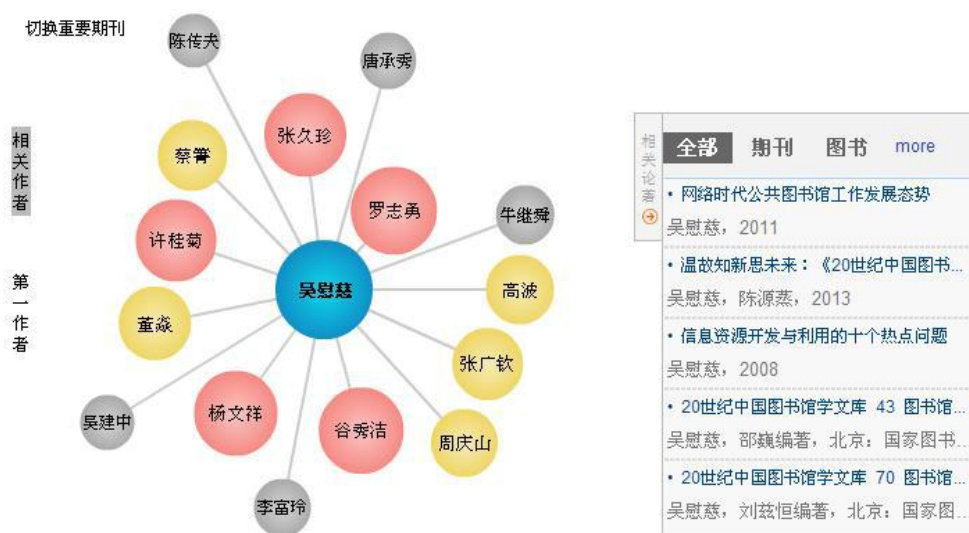 切换重要期刊
陈传夫
唐承秀
张久珍
蔡箐
罗志勇
牛继舜
许桂菊
吴慰慈
高波
董焱
张广钦
杨文祥
谷秀洁
周庆山
吴建中
李富玲
相关作者
第一作者
相关论著
全部 期刊 图书 more
• 网络时代公共图书馆工作发展态势
吴慰慈，2011
• 温故知新思未来：《20世纪中国图书...
吴慰慈，陈源蒸，2013
• 信息资源开发与利用的十个热点问题
吴慰慈，2008
• 20世纪中国图书馆学文库 43 图书馆...
吴慰慈，邵巍编著，北京：国家图书...
• 20世纪中国图书馆学文库 70 图书馆...
吴慰慈，刘兹恒编著，北京：国家图...